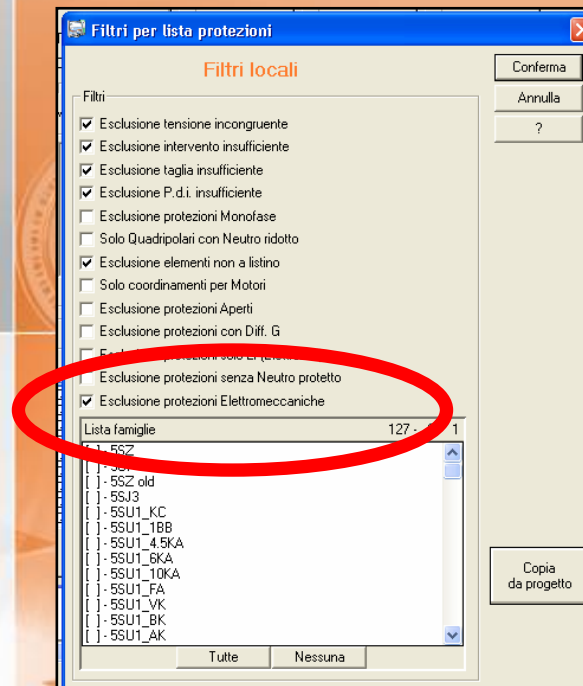 Filtri per lista protezioni
Filtri locali
Conferma
Annulla
?
Filtri
Esclusione tensione incongruente
Esclusione intervento insufficiente
Esclusione taglia insufficiente
Esclusione P.d.i. insufficiente
Esclusione protezioni Monofase
Solo Quadripolari con Neutro ridotto
Esclusione elementi non a listino
Solo coordinamenti per Motori
Esclusione protezioni Aperti
Esclusione protezioni con Diff. G
Esclusione protezioni senza Neutro protetto
Esclusione protezioni Elettromeccaniche
Lista famiglie 127 - 1
[ ] - 5SZ
[ ] - 5SZ old
[ ] - 5SJ3
[ ] - 5SU1_KC
[ ] - 5SU1_1BB
[ ] - 5SU1_4.5KA
[ ] - 5SU1_6KA
[ ] - 5SU1_10KA
[ ] - 5SU1_FA
[ ] - 5SU1_VK
[ ] - 5SU1_BK
[ ] - 5SU1_AK
Tutte Nessuna
Copia
da progetto